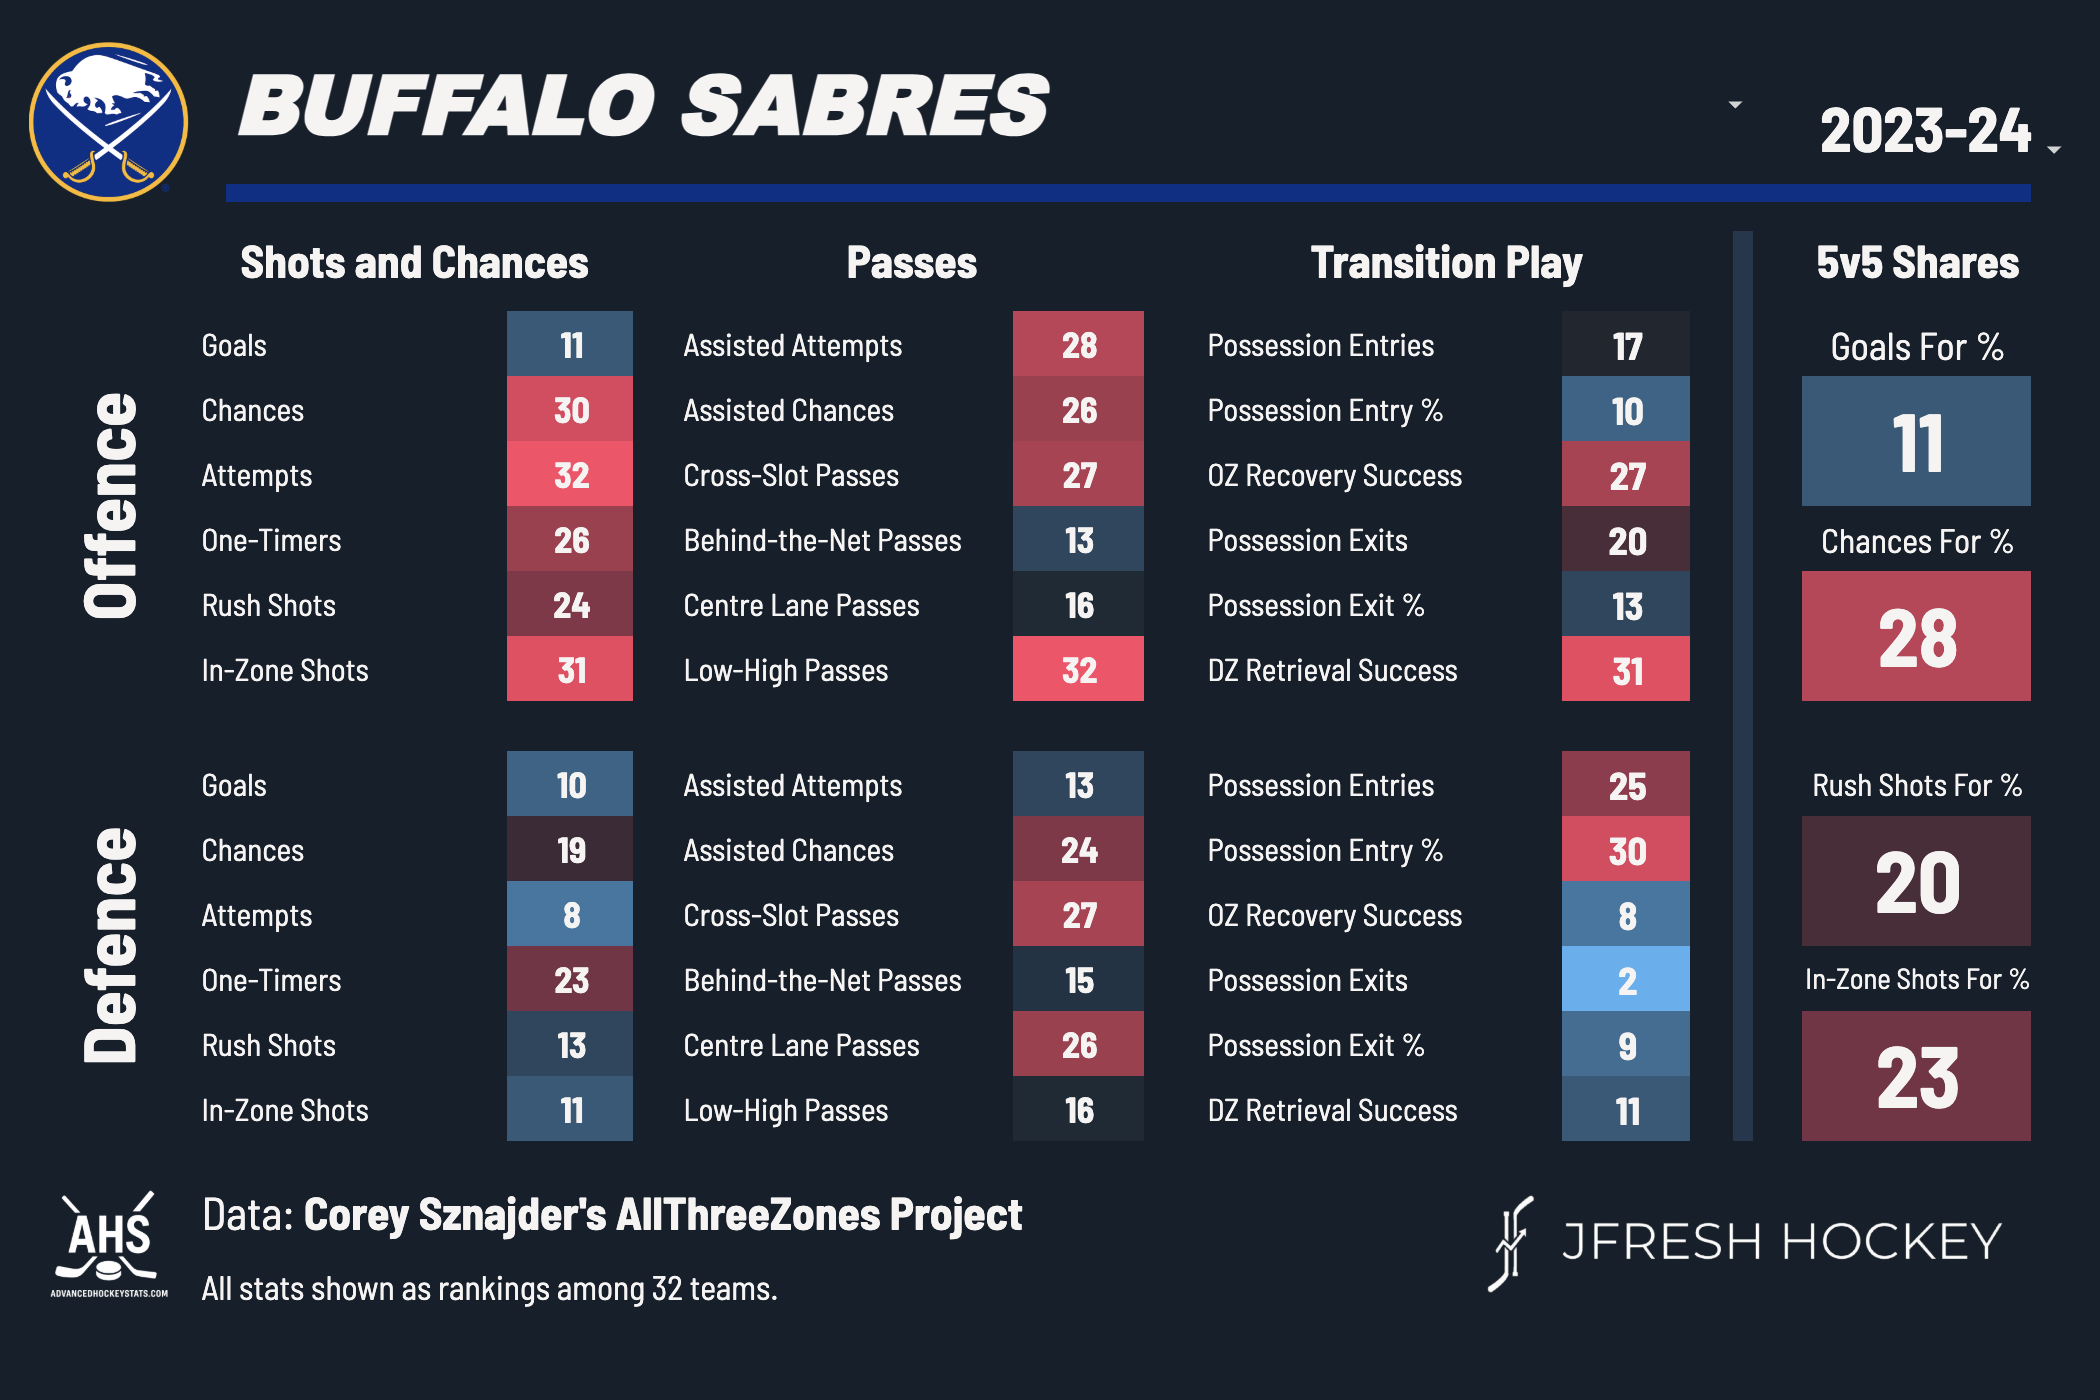 BUFFALO SABRES
2023-24
Shots and Chances
Passes
Transition Play
5v5 Shares
Offence
Goals 11
Chances 30
Attempts 32
One-Timers 26
Rush Shots 24
In-Zone Shots 31
Assisted Attempts 28
Assisted Chances 26
Cross-Slot Passes 27
Behind-the-Net Passes 13
Centre Lane Passes 16
Low-High Passes 32
Possession Entries 17
Possession Entry % 10
OZ Recovery Success 27
Possession Exits 20
Possession Exit % 13
DZ Retrieval Success 31
Goals For %
11
Chances For %
28
Defence
Goals 10
Chances 19
Attempts 8
One-Timers 23
Rush Shots 13
In-Zone Shots 11
Assisted Attempts 13
Assisted Chances 24
Cross-Slot Passes 27
Behind-the-Net Passes 15
Centre Lane Passes 26
Low-High Passes 16
Possession Entries 25
Possession Entry % 30
OZ Recovery Success 8
Possession Exits 2
Possession Exit % 9
DZ Retrieval Success 11
Rush Shots For %
20
In-Zone Shots For %
23
AHS
ADVANCEDHOCKEYSTATS.COM
Data: Corey Sznajder's AllThreeZones Project
All stats shown as rankings among 32 teams.
JFRESH HOCKEY